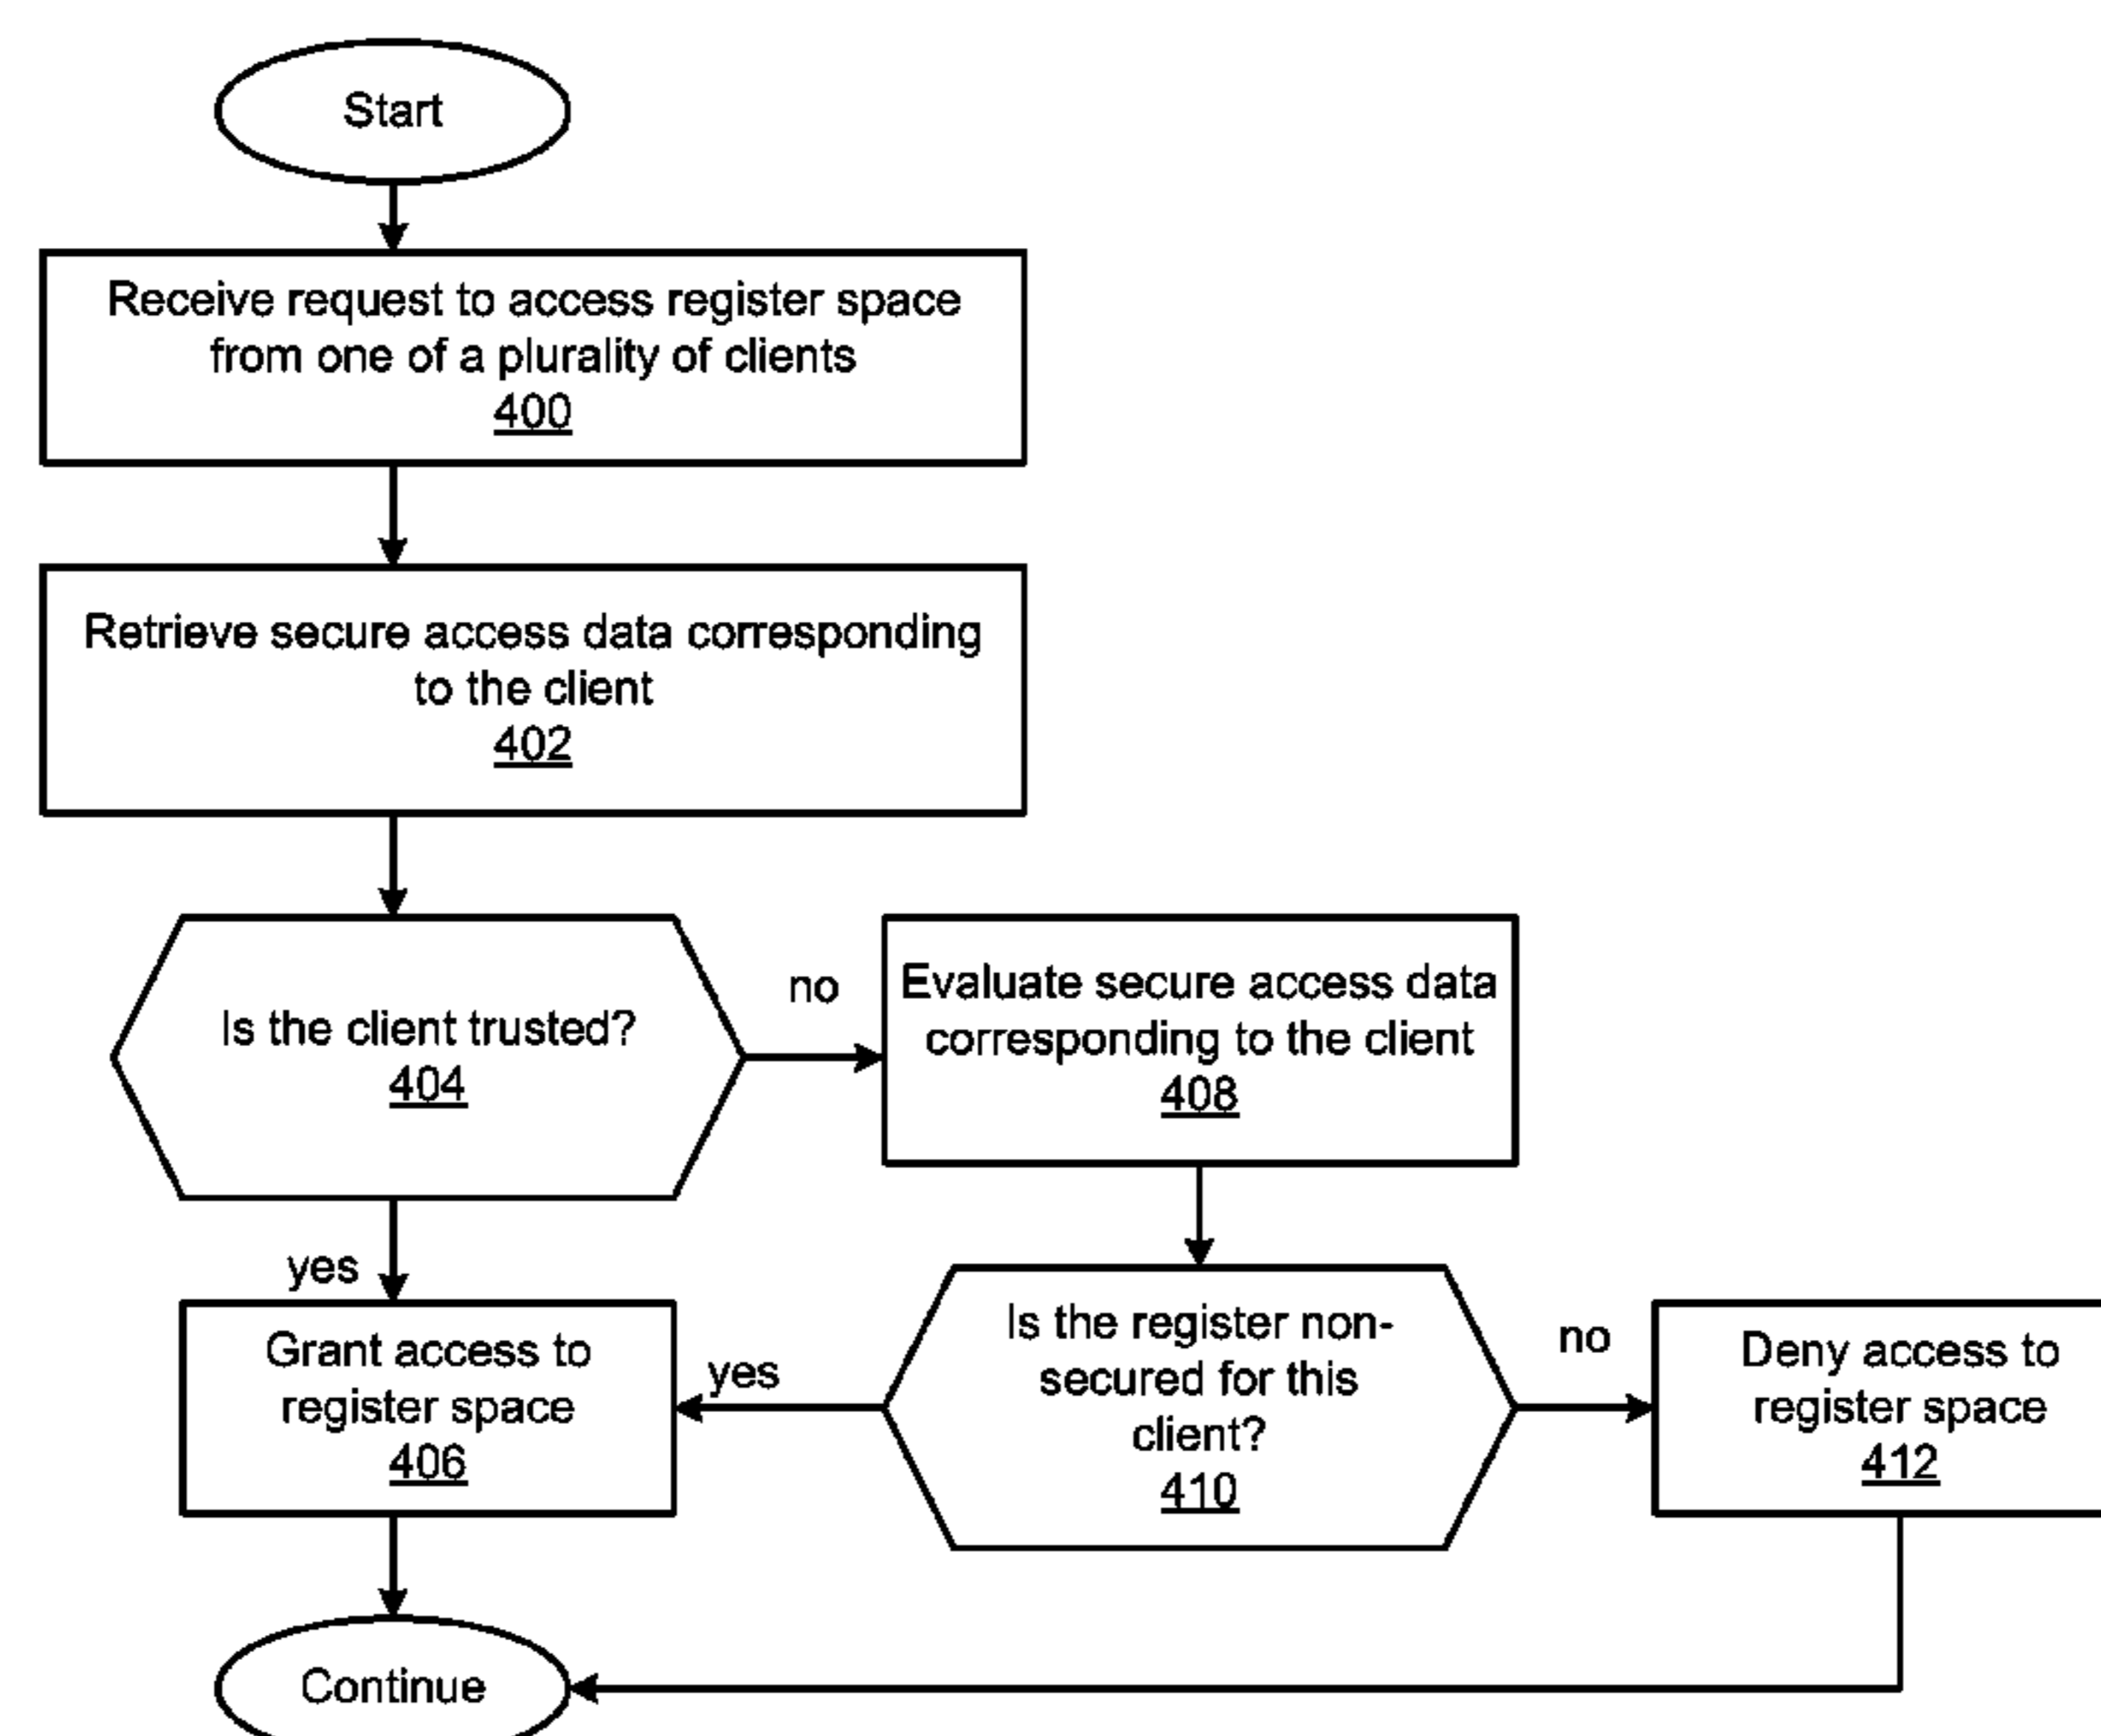 Start
Receive request to access register space
from one of a plurality of clients
400
Retrieve secure access data corresponding
to the client
402
Is the client trusted?
404
no
Evaluate secure access data
corresponding to the client
408
yes
Grant access to
register space
406
yes
Is the register non-
secured for this
client?
410
no
Deny access to
register space
412
Continue